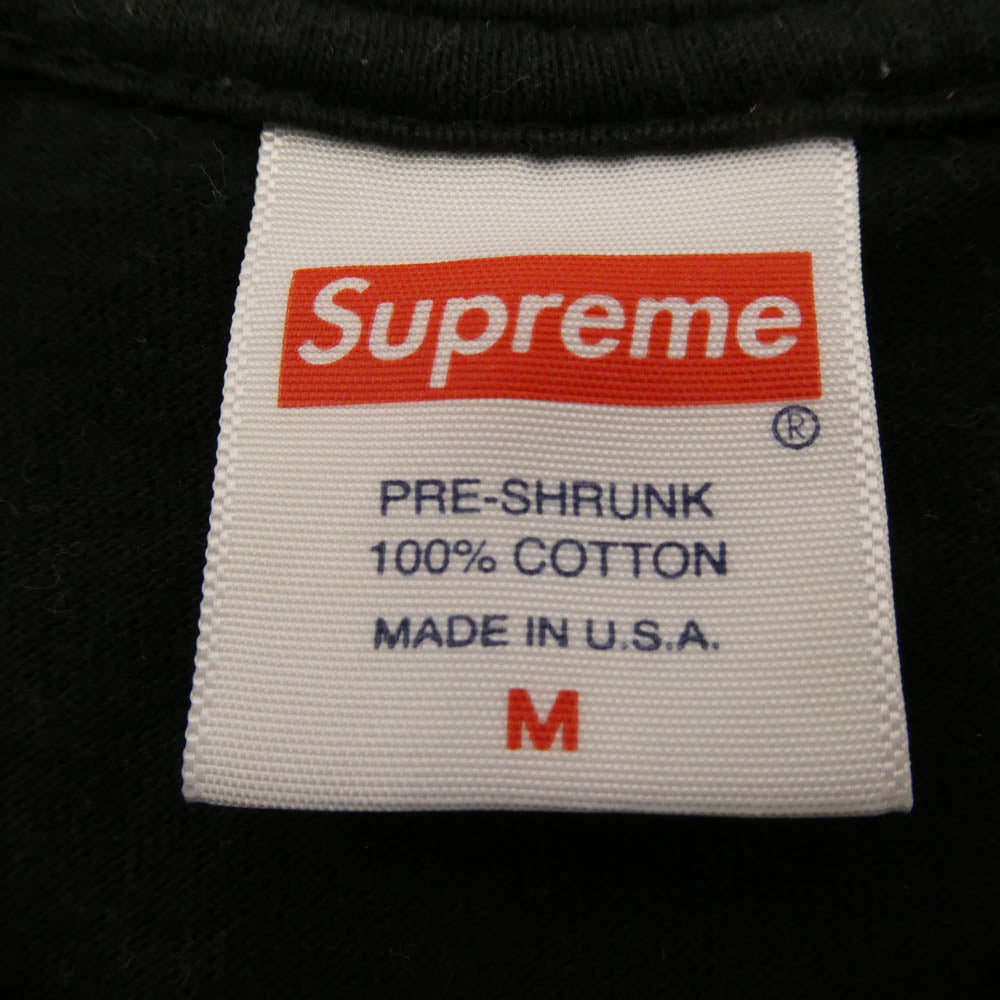 Supreme
®
PRE-SHRUNK
100% COTTON
MADE IN U.S.A.
M